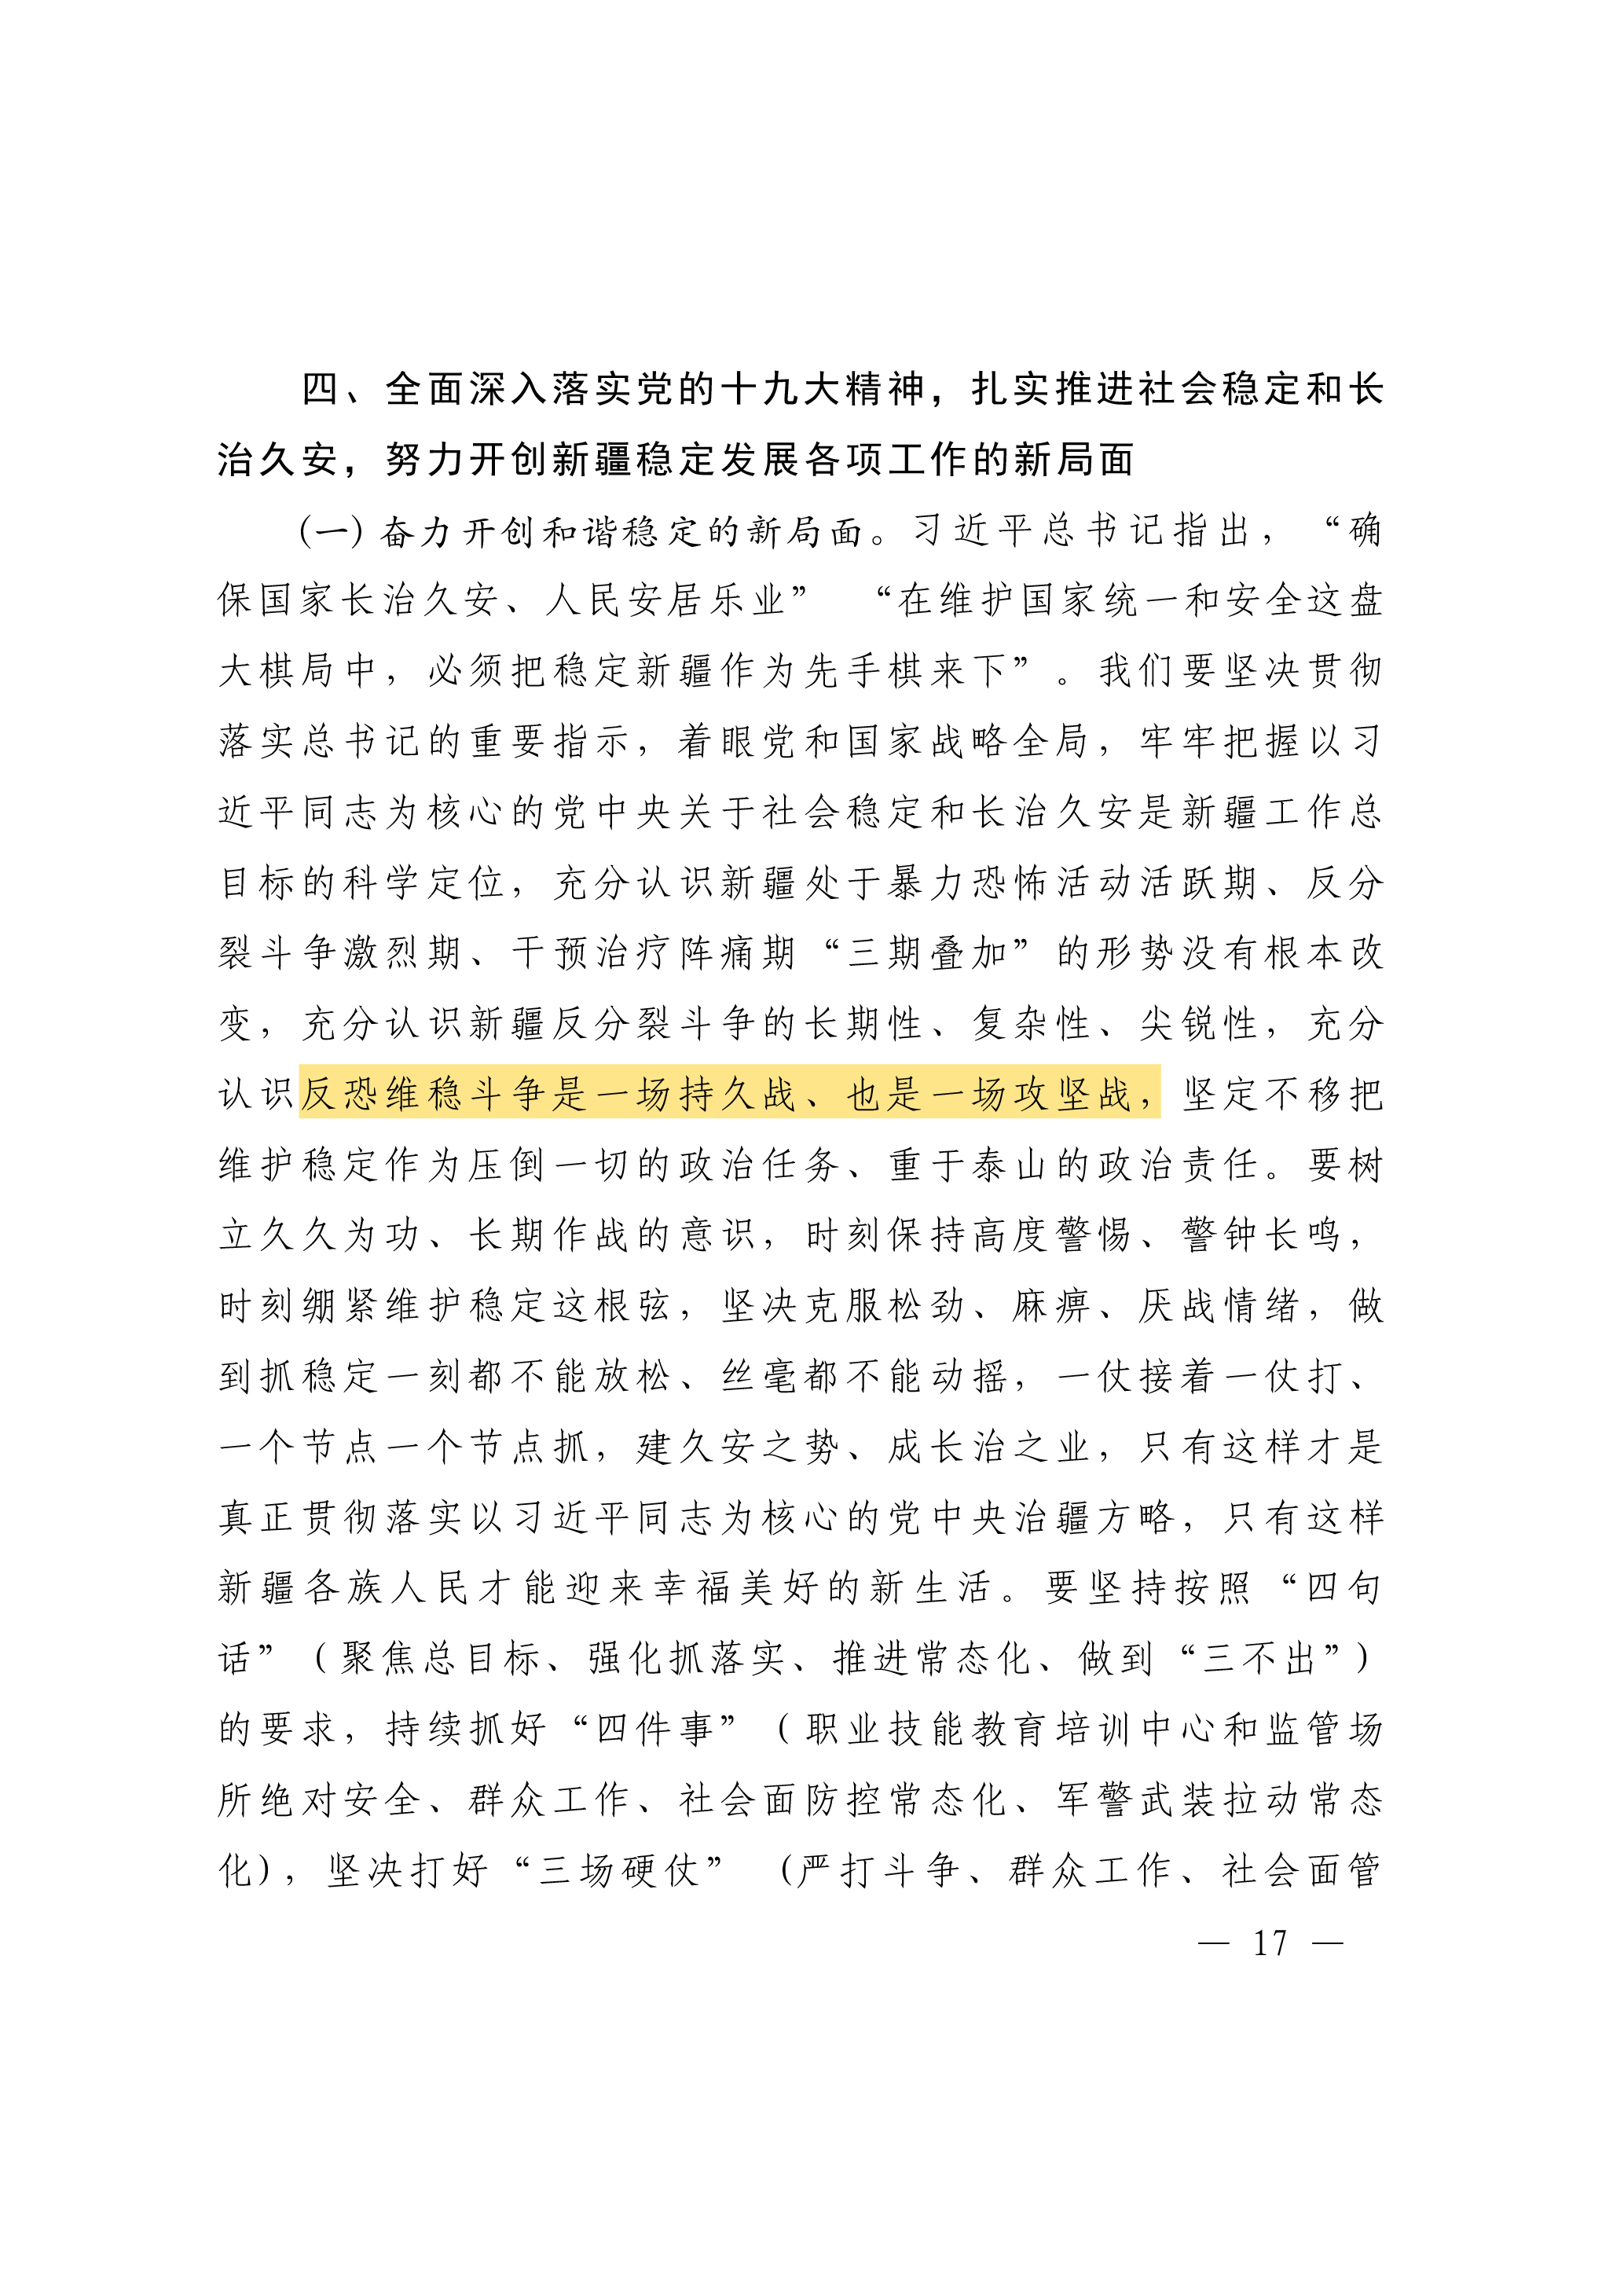 四、全面深入落实党的十九大精神，扎实推进社会稳定和长
治久安，努力开创新疆稳定发展各项工作的新局面
(一) 奋力开创和谐稳定的新局面。习近平总书记指出，“确
保国家长治久安、人民安居乐业” “在维护国家统一和安全这盘
大棋局中，必须把稳定新疆作为先手棋来下”。我们要坚决贯彻
落实总书记的重要指示，着眼党和国家战略全局，牢牢把握以习
近平同志为核心的党中央关于社会稳定和长治久安是新疆工作总
目标的科学定位，充分认识新疆处于暴力恐怖活动活跃期、反分
裂斗争激烈期、干预治疗阵痛期“三期叠加”的形势没有根本改
变，充分认识新疆反分裂斗争的长期性、复杂性、尖锐性，充分
认识反恐维稳斗争是一场持久战、也是一场攻坚战，坚定不移把
维护稳定作为压倒一切的政治任务、重于泰山的政治责任。要树
立久久为功、长期作战的意识，时刻保持高度警惕、警钟长鸣，
时刻绷紧维护稳定这根弦，坚决克服松劲、麻痹、厌战情绪，做
到抓稳定一刻都不能放松、丝毫都不能动摇，一仗接着一仗打、
一个节点一个节点抓，建久安之势、成长治之业，只有这样才是
真正贯彻落实以习近平同志为核心的党中央治疆方略，只有这样
新疆各族人民才能迎来幸福美好的新生活。要坚持按照“四句
话”（聚焦总目标、强化抓落实、推进常态化、做到“三不出”）
的要求，持续抓好“四件事”（职业技能教育培训中心和监管场
所绝对安全、群众工作、社会面防控常态化、军警武装拉动常态
化），坚决打好“三场硬仗”（严打斗争、群众工作、社会面管
— 17 —